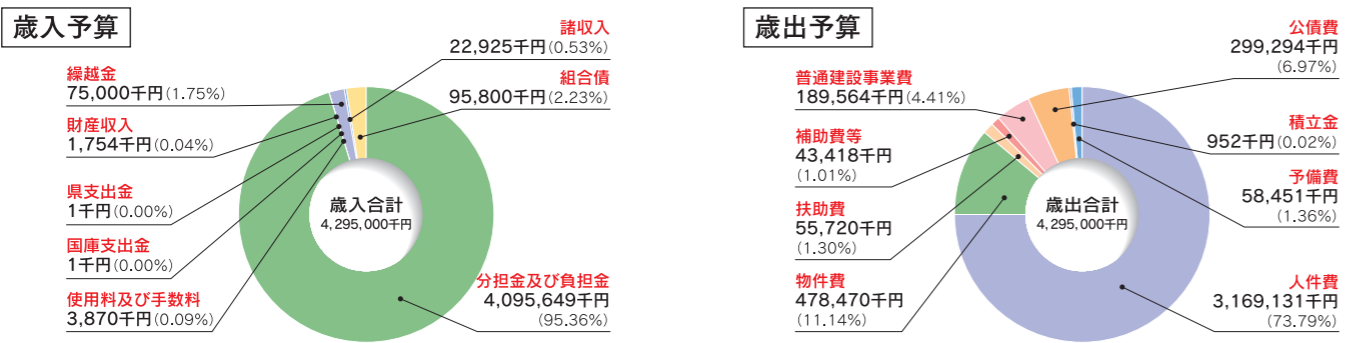 歳入予算
諸収入
22,925千円(0.53%)
繰越金
75,000千円(1.75%)
組合債
95,800千円(2.23%)
財産収入
1,754千円(0.04%)
県支出金
1千円(0.00%)
国庫支出金
1千円(0.00%)
使用料及び手数料
3,870千円(0.09%)
歳入合計
4,295,000千円
分担金及び負担金
4,095,649千円
(95.36%)
歳出予算
公債費
299,294千円
(6.97%)
普通建設事業費
189,564千円(4.41%)
積立金
952千円(0.02%)
補助費等
43,418千円
(1.01%)
予備費
58,451千円
(1.36%)
扶助費
55,720千円
(1.30%)
歳出合計
4,295,000千円
物件費
478,470千円
(11.14%)
人件費
3,169,131千円
(73.79%)